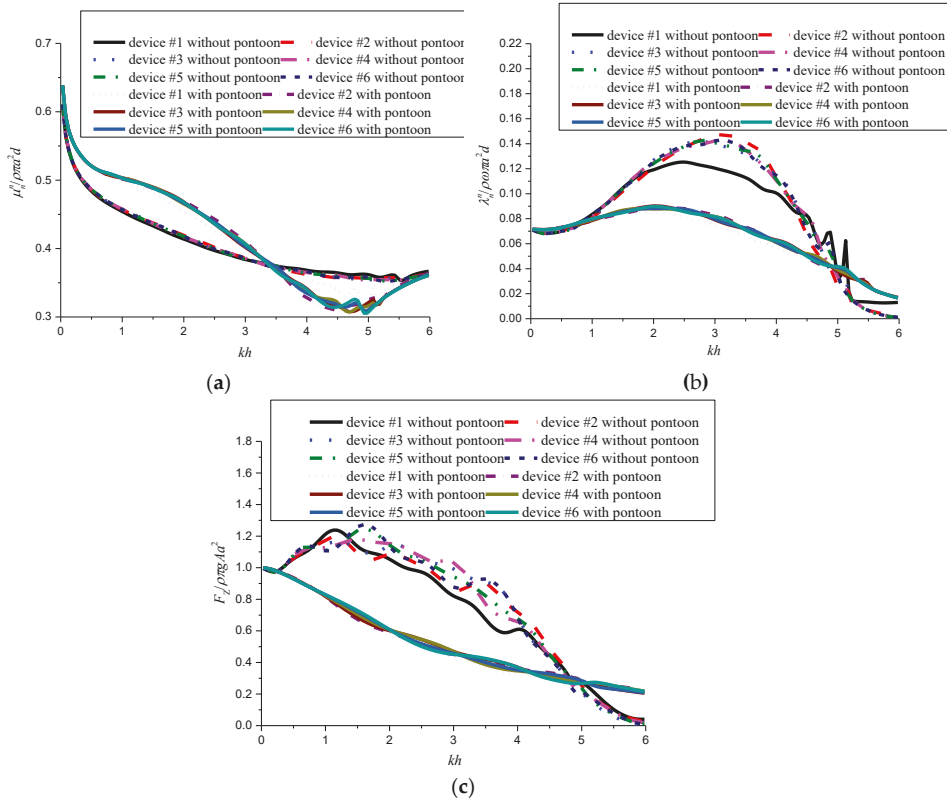 0.7
0.6
0.5
0.4
0.3
0 1 2 3 4 5 6
μₙⁿ/ρπa²d
kh
device #1 without pontoon device #2 without pontoon
device #3 without pontoon device #4 without pontoon
device #5 without pontoon device #6 without pontoon
device #1 with pontoon device #2 with pontoon
device #3 with pontoon device #4 with pontoon
device #5 with pontoon device #6 with pontoon
(a)
0.22
0.20
0.18
0.16
0.14
0.12
0.10
0.08
0.06
0.04
0.02
0.00
0 1 2 3 4 5 6
λₙⁿ/ρωπa²d
kh
device #1 without pontoon device #2 without pontoon
device #3 without pontoon device #4 without pontoon
device #5 without pontoon device #6 without pontoon
device #1 with pontoon device #2 with pontoon
device #3 with pontoon device #4 with pontoon
device #5 with pontoon device #6 with pontoon
(b)
1.8
1.6
1.4
1.2
1.0
0.8
0.6
0.4
0.2
0.0
0 1 2 3 4 5 6
F_Z/ρπgAa²
kh
device #1 without pontoon device #2 without pontoon
device #3 without pontoon device #4 without pontoon
device #5 without pontoon device #6 without pontoon
device #1 with pontoon device #2 with pontoon
device #3 with pontoon device #4 with pontoon
device #5 with pontoon device #6 with pontoon
(c)